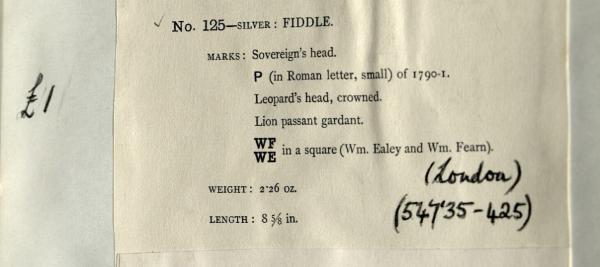 ✓ No. 125—SILVER: FIDDLE.
MARKS: Sovereign's head.
P (in Roman letter, small) of 1790-1.
£1
Leopard's head, crowned.
Lion passant gardant.
WF
WE in a square (Wm. Ealey and Wm. Fearn).
(London)
WEIGHT: 2·26 oz.
(547'35-425)
LENGTH: 8 5/8 in.